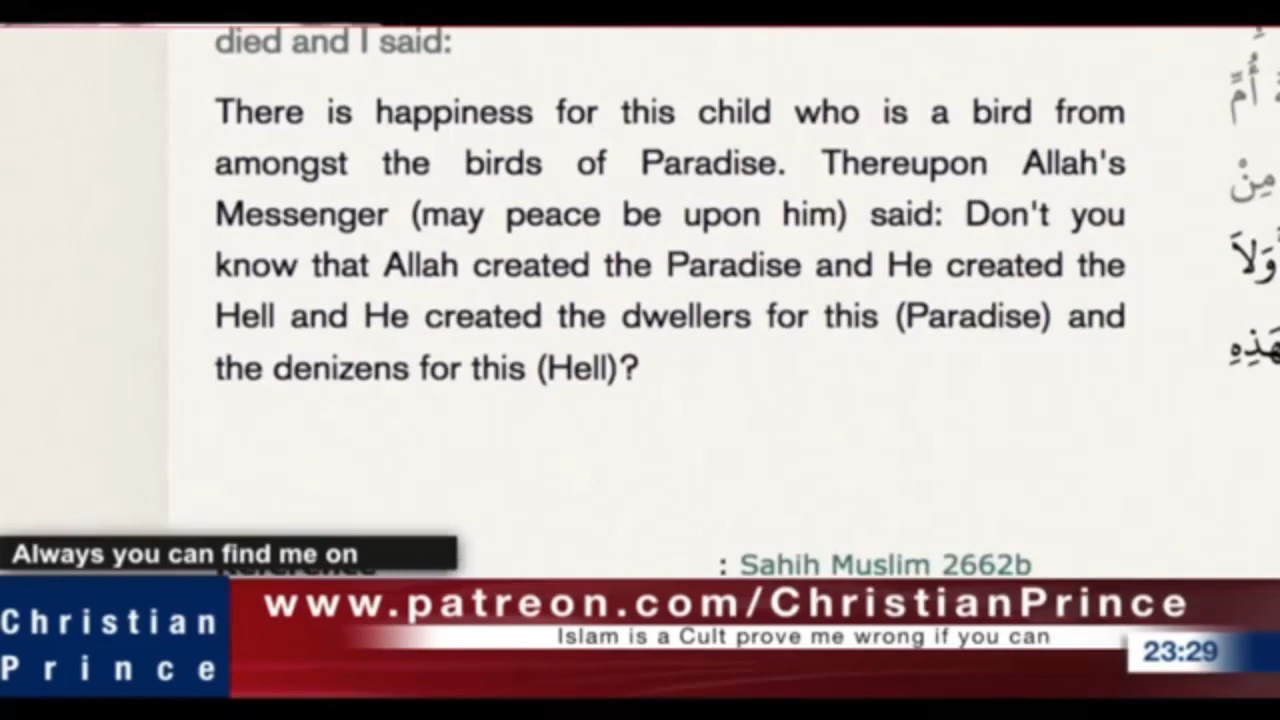 died and I said:
There is happiness for this child who is a bird from
amongst the birds of Paradise. Thereupon Allah's
Messenger (may peace be upon him) said: Don't you
know that Allah created the Paradise and He created the
Hell and He created the dwellers for this (Paradise) and
the denizens for this (Hell)?
أُمِّ
مِنْ
أَوَلاَ
هَذِهِ
Always you can find me on
Reference : Sahih Muslim 2662b
www.patreon.com/ChristianPrince
Christian
Prince
Islam is a Cult prove me wrong if you can
23:29